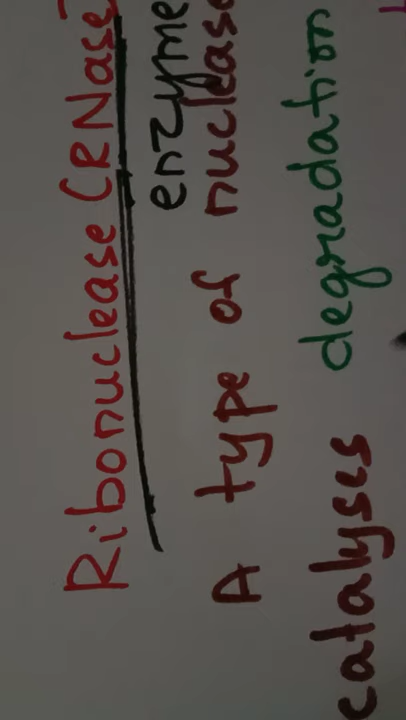 Ribonuclease (RNase
enzyme
A type of nuclease
catalyses degradation